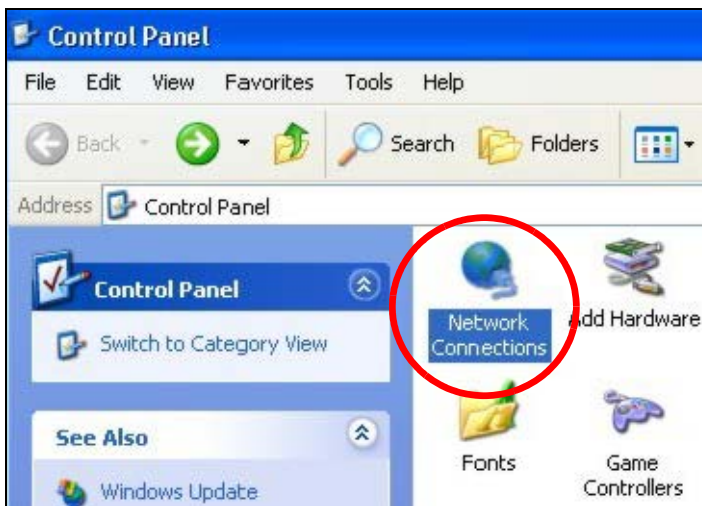 Control Panel
File Edit View Favorites Tools Help
Back Search Folders
Address Control Panel
Control Panel
Switch to Category View
See Also
Windows Update
Network
Connections
Add Hardware
Fonts
Game
Controllers